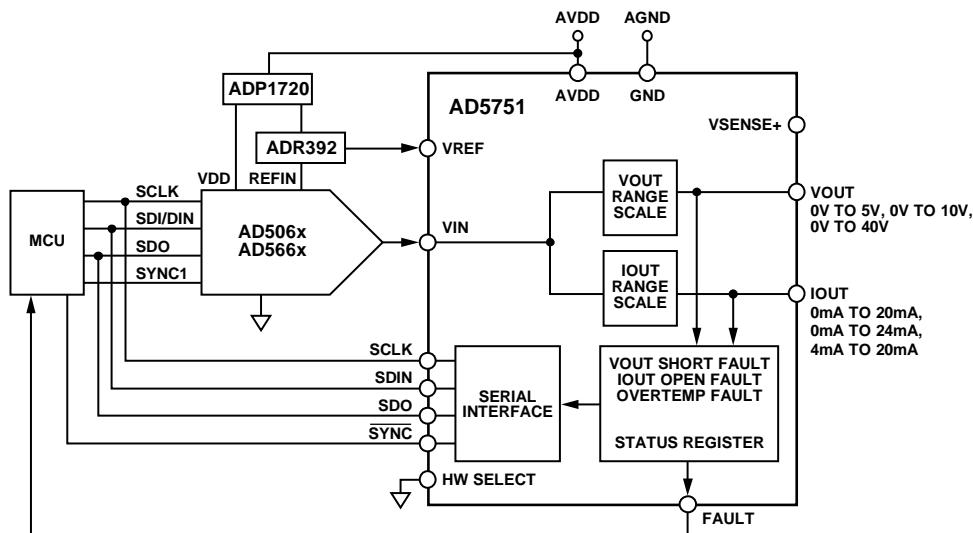 AVDD
AGND
ADP1720
AVDD
GND
AD5751
VSENSE+
ADR392
VREF
VDD
REFIN
SCLK
SDI/DIN
SDO
SYNC1
MCU
AD506x
AD566x
VIN
VOUT
RANGE
SCALE
VOUT
0V TO 5V, 0V TO 10V,
0V TO 40V
IOUT
RANGE
SCALE
IOUT
0mA TO 20mA,
0mA TO 24mA,
4mA TO 20mA
SCLK
SDIN
SDO
SYNC
SERIAL
INTERFACE
VOUT SHORT FAULT
IOUT OPEN FAULT
OVERTEMP FAULT
STATUS REGISTER
HW SELECT
FAULT